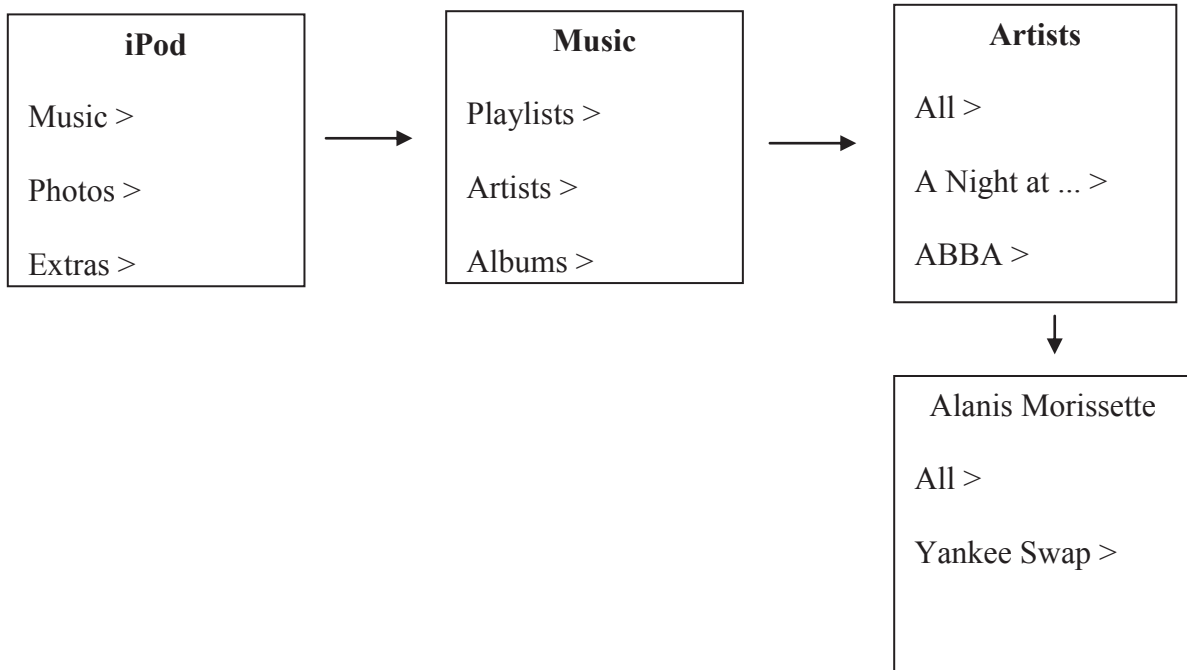 iPod
Music >
Photos >
Extras >
Music
Playlists >
Artists >
Albums >
Artists
All >
A Night at ... >
ABBA >
Alanis Morissette
All >
Yankee Swap >